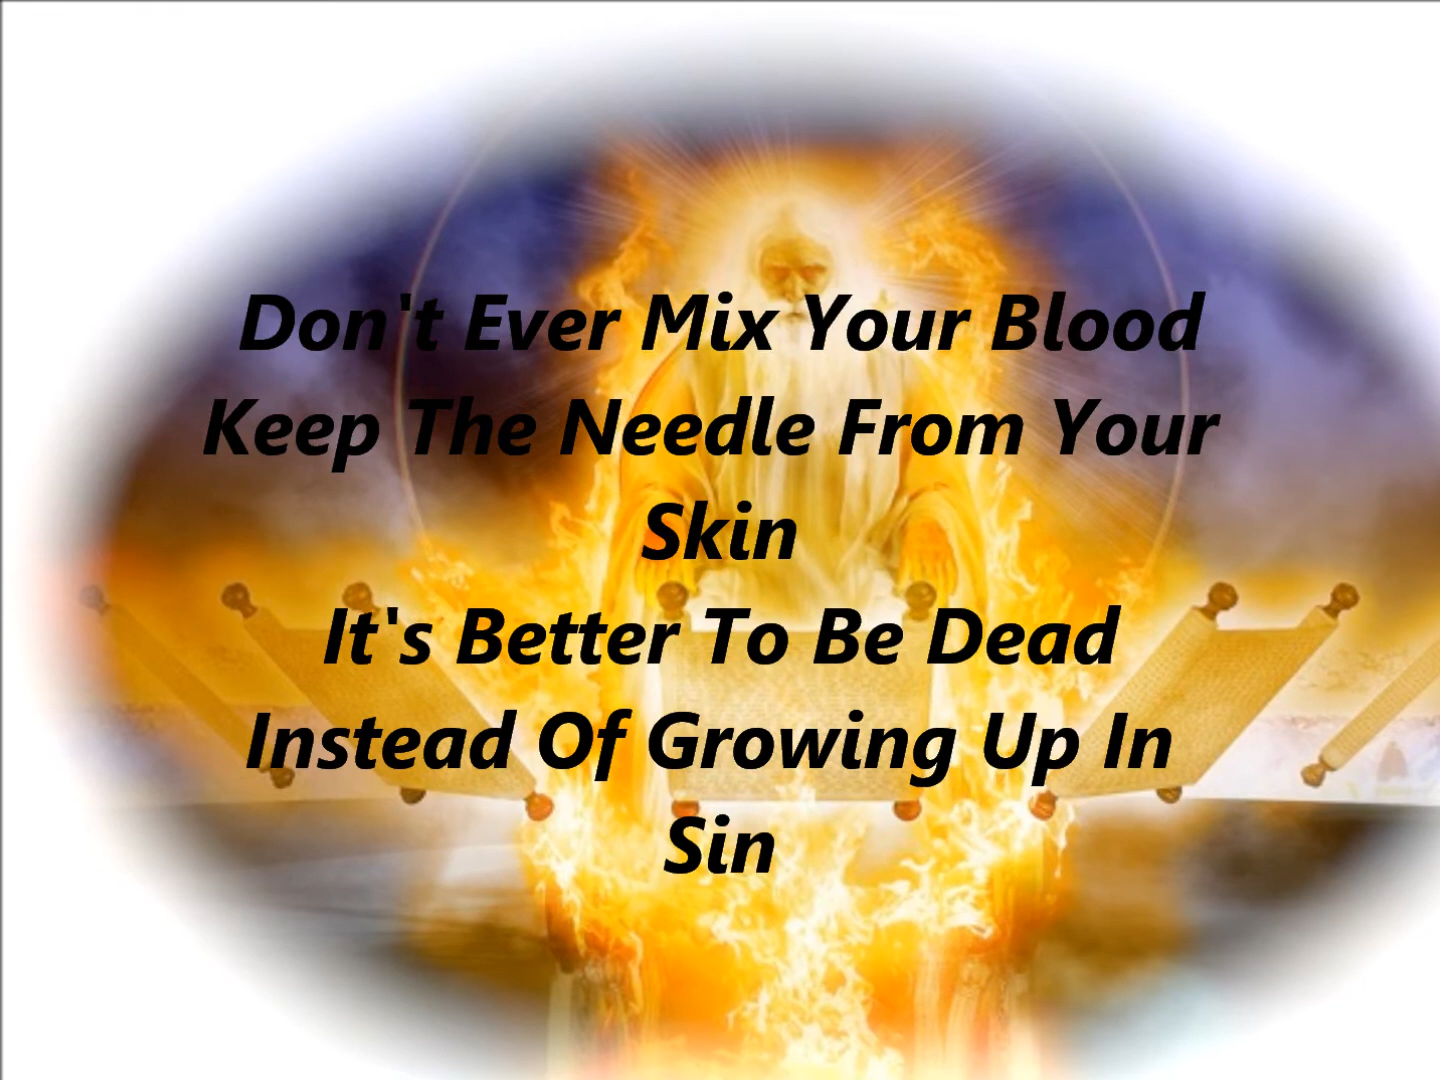 Don't Ever Mix Your Blood
Keep The Needle From Your
Skin
It's Better To Be Dead
Instead Of Growing Up In
Sin